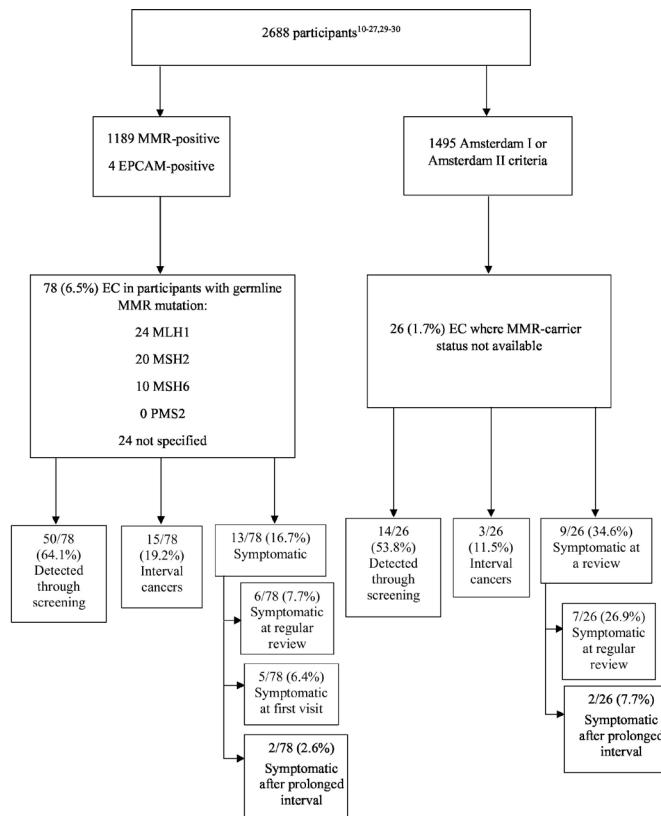 2688 participants10-27,29-30
1189 MMR-positive
4 EPCAM-positive
1495 Amsterdam I or
Amsterdam II criteria
78 (6.5%) EC in participants with germline
MMR mutation:
24 MLH1
20 MSH2
10 MSH6
0 PMS2
24 not specified
26 (1.7%) EC where MMR-carrier
status not available
50/78
(64.1%)
Detected
through
screening
15/78
(19.2%)
Interval
cancers
13/78 (16.7%)
Symptomatic
6/78 (7.7%)
Symptomatic
at regular
review
5/78 (6.4%)
Symptomatic
at first visit
2/78 (2.6%)
Symptomatic
after prolonged
interval
14/26
(53.8%)
Detected
through
screening
3/26
(11.5%)
Interval
cancers
9/26 (34.6%)
Symptomatic at
a review
7/26 (26.9%)
Symptomatic
at regular
review
2/26 (7.7%)
Symptomatic
after prolonged
interval